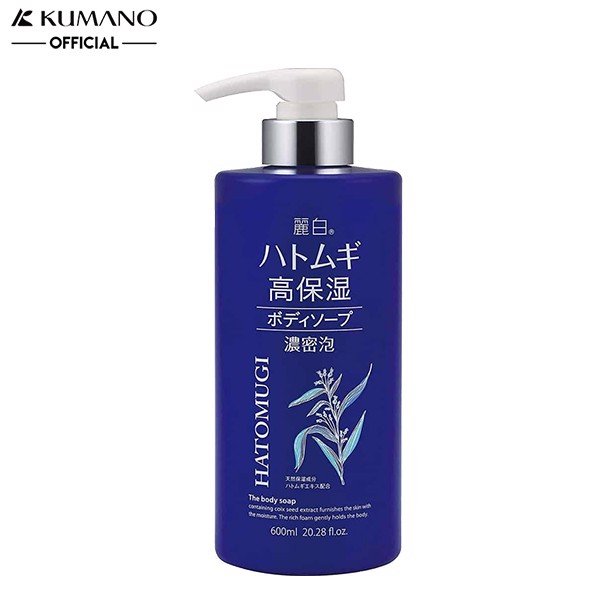 KUMANO
OFFICIAL
麗白®
ハトムギ
高保湿
ボディソープ
濃密泡
HATOMUGI
天然保湿成分
ハトムギエキス配合
The body soap
containing coix seed extract furnishes the skin with
the moisture. The rich foam gently holds the body.
600ml 20.28 fl.oz.